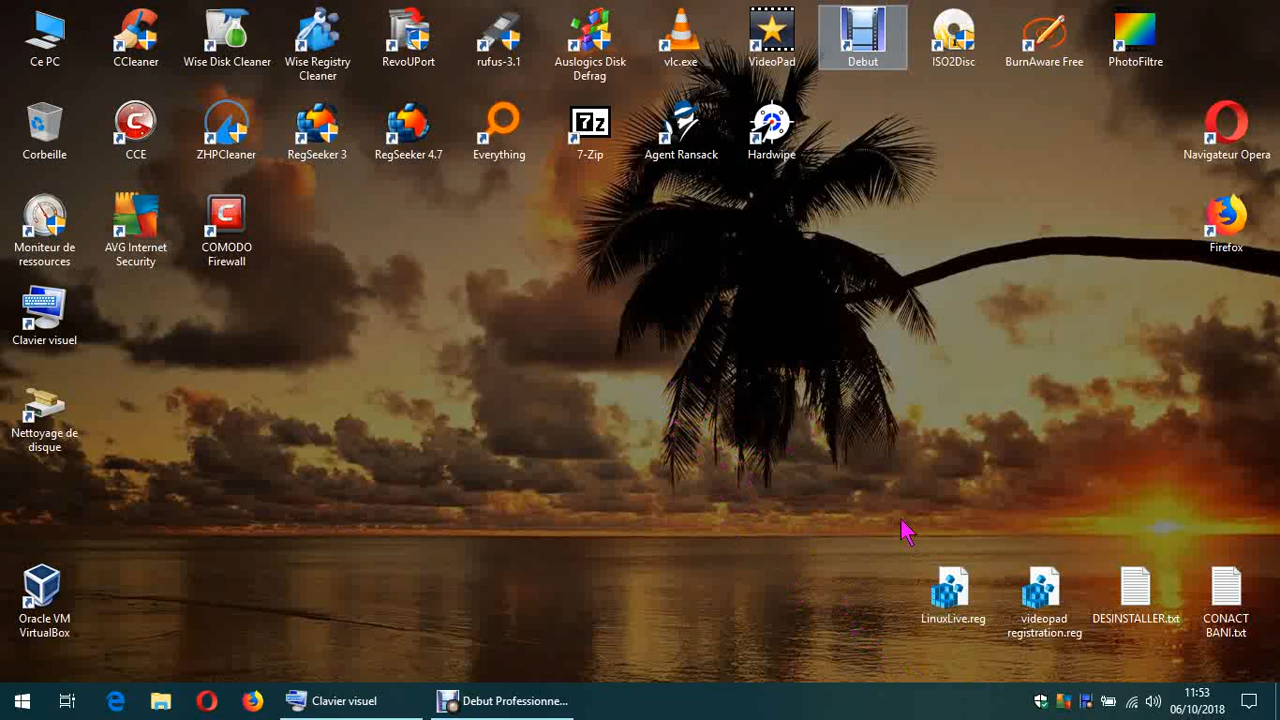 Ce PC
CCleaner
Wise Disk Cleaner
Wise Registry
Cleaner
RevoUPort
rufus-3.1
Auslogics Disk
Defrag
vlc.exe
VideoPad
Debut
ISO2Disc
BurnAware Free
PhotoFiltre
Corbeille
C
CCE
ZHPCleaner
RegSeeker 3
RegSeeker 4.7
Everything
7z
7-Zip
Agent Ransack
Hardwipe
Navigateur Opera
Moniteur de
ressources
AVG Internet
Security
C
COMODO
Firewall
Firefox
Clavier visuel
Nettoyage de
disque
Oracle VM
VirtualBox
LinuxLive.reg
videopad
registration.reg
DESINSTALLER.txt
CONACT
BANI.txt
Clavier visuel
Debut Professionne...
11:53
06/10/2018